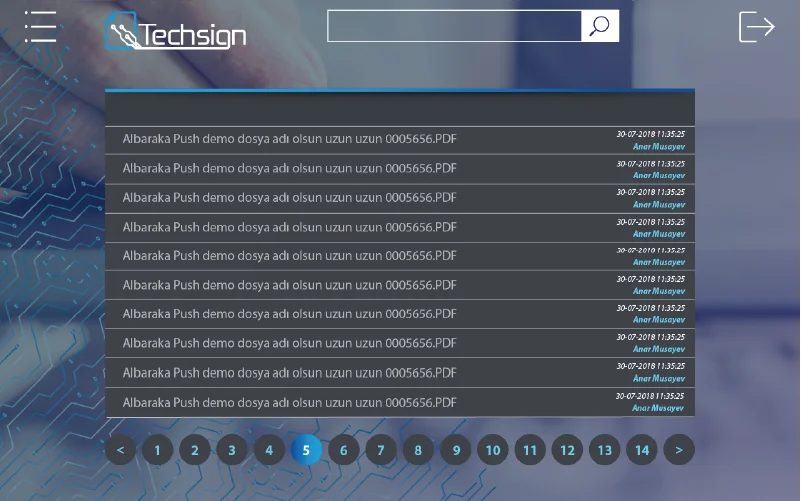 Techsign
Albaraka Push demo dosya adı olsun uzun uzun 0005656.PDF
30-07-2018 11:35:25
Anar Musayev
Albaraka Push demo dosya adı olsun uzun uzun 0005656.PDF
30-07-2018 11:35:25
Anar Musayev
Albaraka Push demo dosya adı olsun uzun uzun 0005656.PDF
30-07-2018 11:35:25
Anar Musayev
Albaraka Push demo dosya adı olsun uzun uzun 0005656.PDF
30-07-2018 11:35:25
Anar Musayev
Albaraka Push demo dosya adı olsun uzun uzun 0005656.PDF
30-07-2018 11:35:25
Anar Musayev
Albaraka Push demo dosya adı olsun uzun uzun 0005656.PDF
30-07-2018 11:35:25
Anar Musayev
Albaraka Push demo dosya adı olsun uzun uzun 0005656.PDF
30-07-2018 11:35:25
Anar Musayev
Albaraka Push demo dosya adı olsun uzun uzun 0005656.PDF
30-07-2018 11:35:25
Anar Musayev
Albaraka Push demo dosya adı olsun uzun uzun 0005656.PDF
30-07-2018 11:35:25
Anar Musayev
Albaraka Push demo dosya adı olsun uzun uzun 0005656.PDF
30-07-2018 11:35:25
Anar Musayev
< 1 2 3 4 5 6 7 8 9 10 11 12 13 14 >